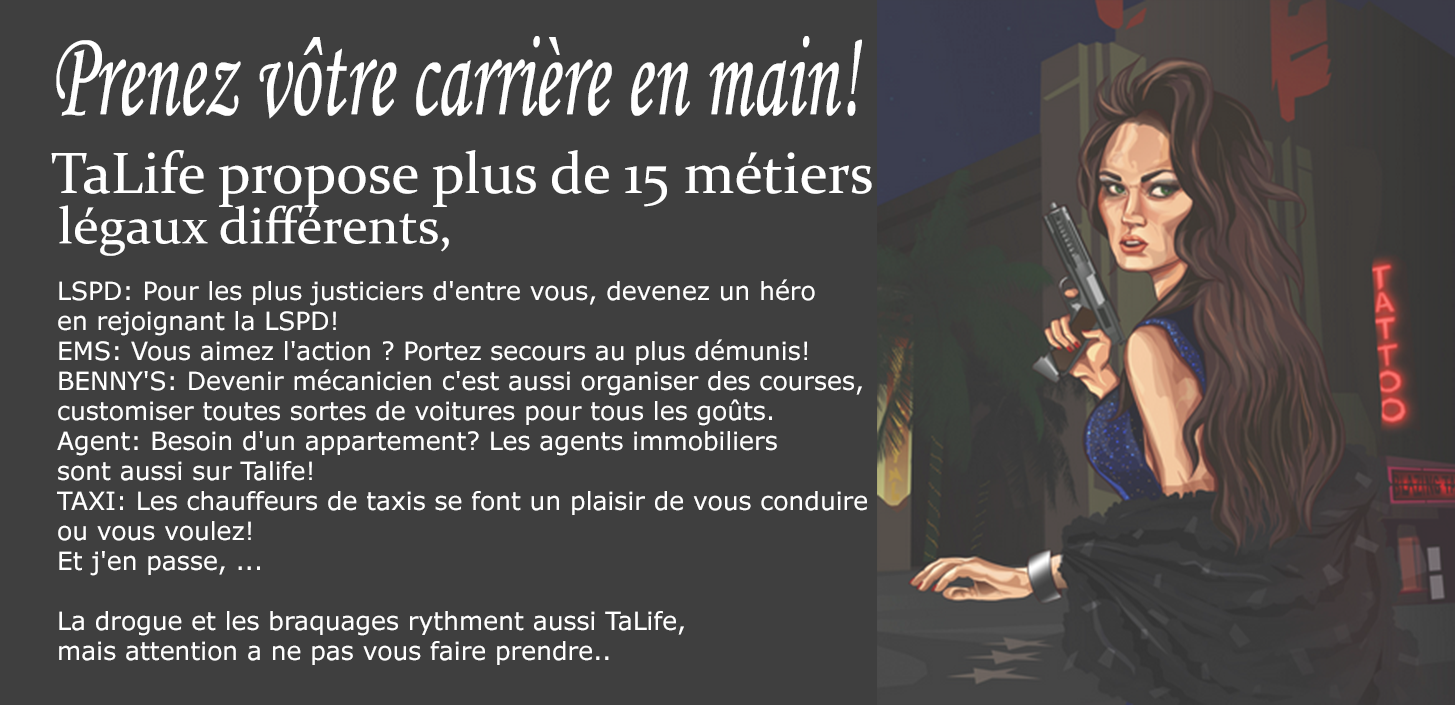 Prenez vôtre carrière en main!
TaLife propose plus de 15 métiers
légaux différents,
LSPD: Pour les plus justiciers d'entre vous, devenez un héro
en rejoignant la LSPD!
EMS: Vous aimez l'action ? Portez secours au plus démunis!
BENNY'S: Devenir mécanicien c'est aussi organiser des courses,
customiser toutes sortes de voitures pour tous les goûts.
Agent: Besoin d'un appartement? Les agents immobiliers
sont aussi sur Talife!
TAXI: Les chauffeurs de taxis se font un plaisir de vous conduire
ou vous voulez!
Et j'en passe, ...
La drogue et les braquages rythment aussi TaLife,
mais attention a ne pas vous faire prendre..
TATTOO